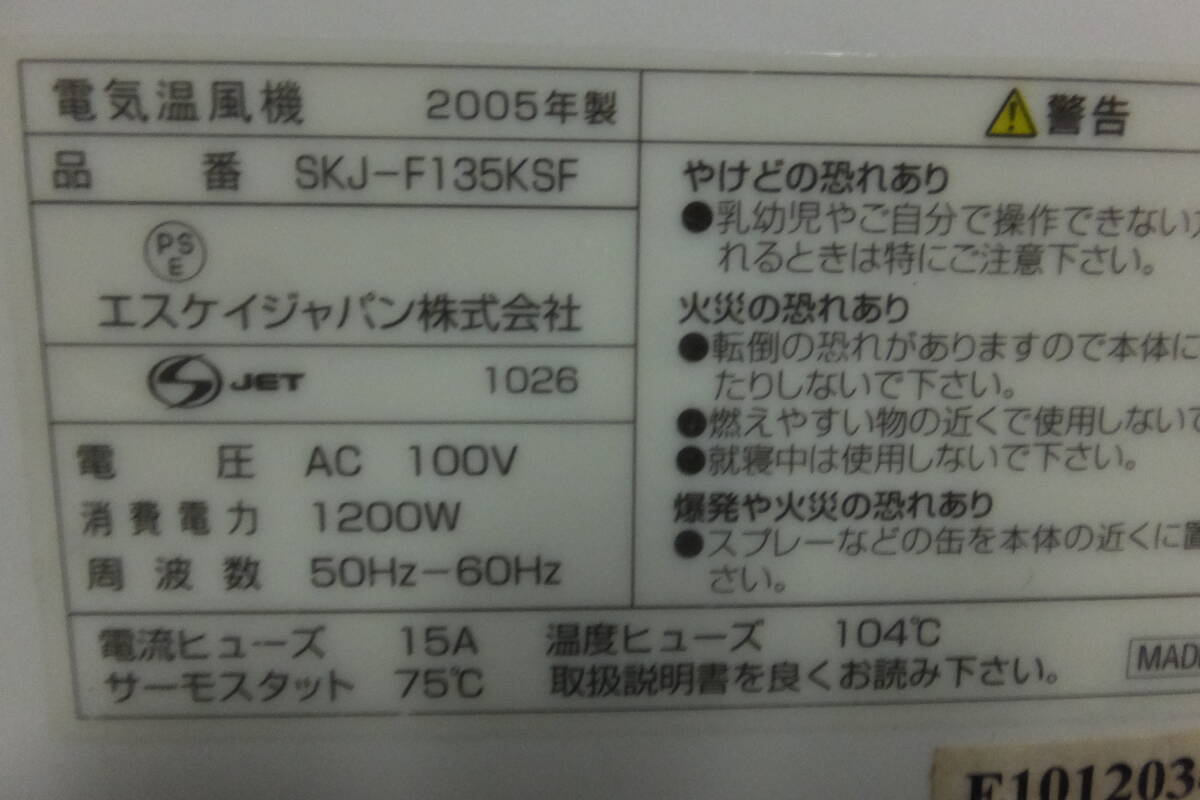 電気温風機 2005年製
品番 SKJ-F135KSF
PS
E
エスケイジャパン株式会社
JET 1026
電圧 AC 100V
消費電力 1200W
周波数 50Hz-60Hz
警告
やけどの恐れあり
●乳幼児やご自分で操作できない
れるときは特にご注意下さい。
火災の恐れあり
●転倒の恐れがありますので本体に
たりしないで下さい。
●燃えやすい物の近くで使用しないで
●就寝中は使用しないで下さい。
爆発や火災の恐れあり
●スプレーなどの缶を本体の近くに置
さい。
電流ヒューズ 15A 温度ヒューズ 104℃
サーモスタット 75℃ 取扱説明書を良くお読み下さい。
MADE
E101203